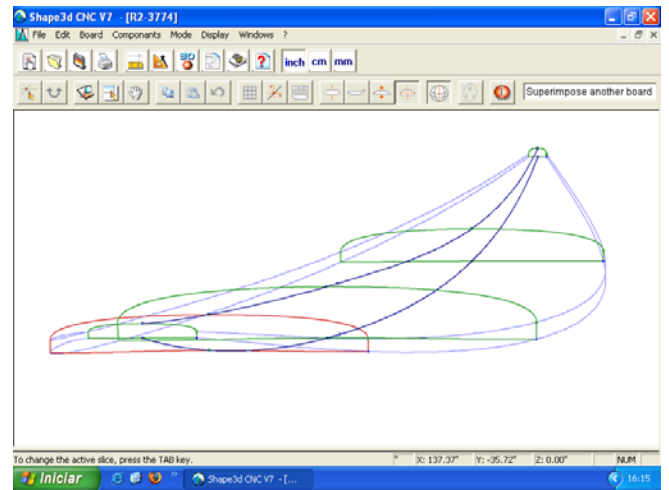 Shape3d CNC V7 - [R2-3774]
File Edit Board Components Mode Display Windows ?
inch cm mm
Superimpose another board
To change the active slice, press the TAB key.
" X: 137.37" Y: -35.72" Z: 0.00" NUM
Iniciar " Shape3d CNC V7 - [... 16:15